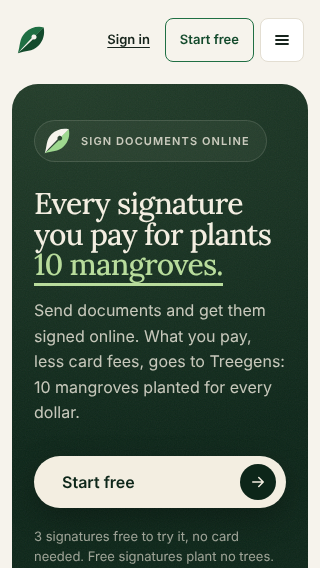 Sign in
Start free
SIGN DOCUMENTS ONLINE
Every signature
you pay for plants
10 mangroves.
Send documents and get them
signed online. What you pay,
less card fees, goes to Treegens:
10 mangroves planted for every
dollar.
Start free
3 signatures free to try it, no card
needed. Free signatures plant no trees.